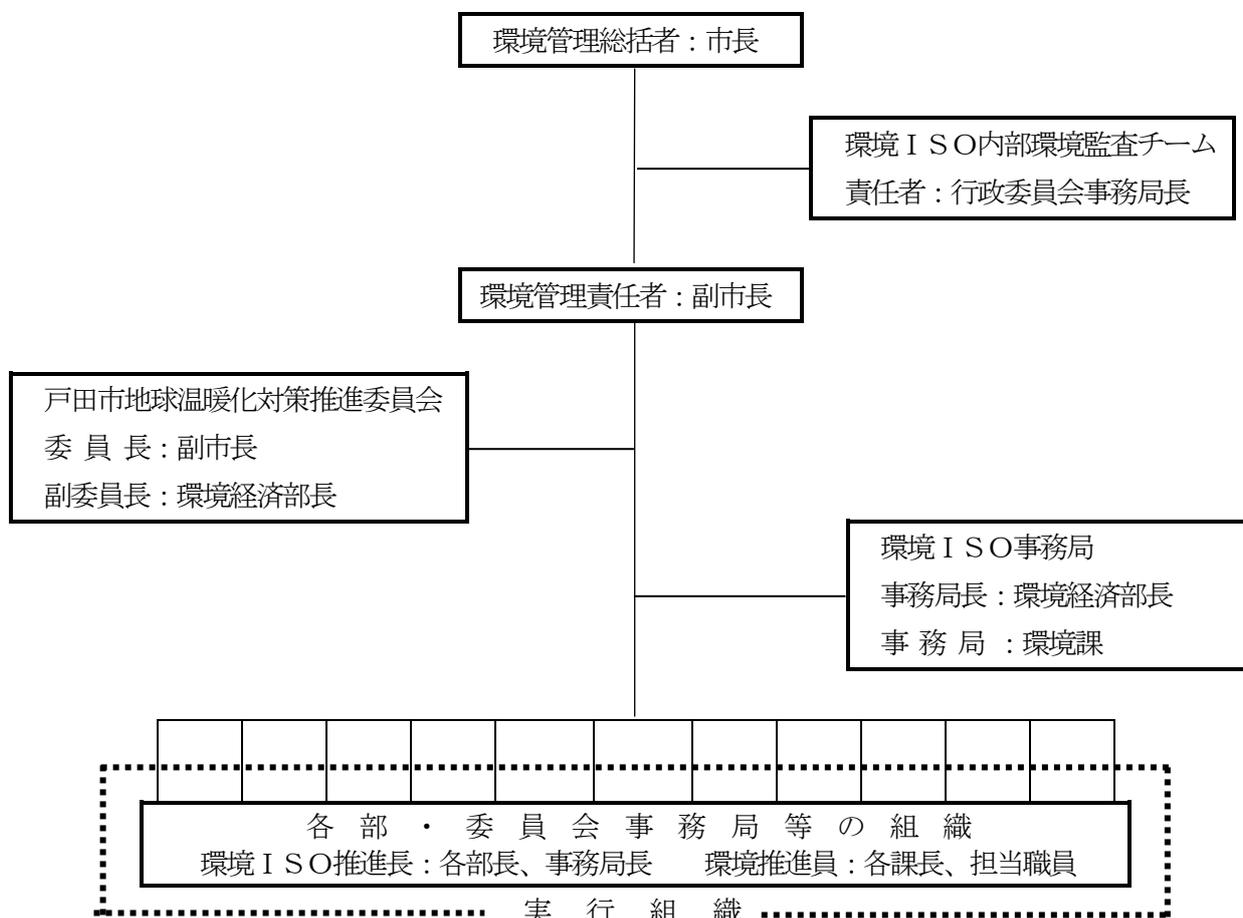 環境管理総括者：市長
環境ＩＳＯ内部環境監査チーム
責任者：行政委員会事務局長
環境管理責任者：副市長
戸田市地球温暖化対策推進委員会
委 員 長：副市長
副委員長：環境経済部長
環境ＩＳＯ事務局
事務局長：環境経済部長
事 務 局 ：環境課
各 部 ・ 委 員 会 事 務 局 等 の 組 織
環境ＩＳＯ推進長：各部長、事務局長　　環境推進員：各課長、担当職員
実 行 組 織